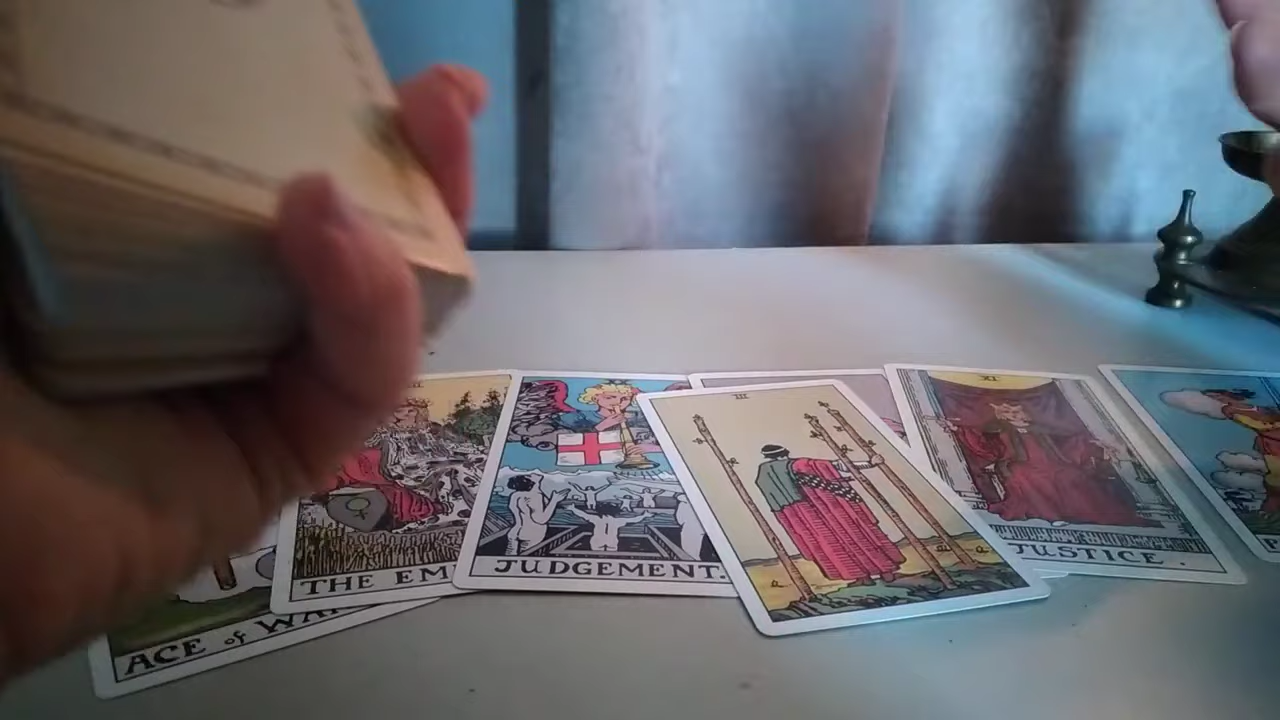 ACE of WA
THE EM
JUDGEMENT.
III
XI
JUSTICE.